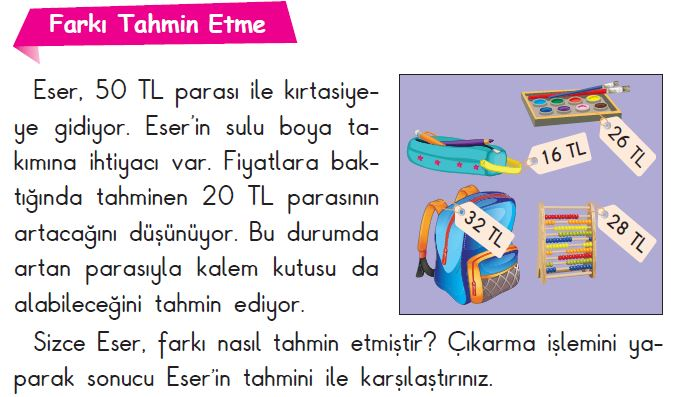 Farkı Tahmin Etme
Eser, 50 TL parası ile kırtasiye-
ye gidiyor. Eser'in sulu boya ta-
kımına ihtiyacı var. Fiyatlara bak-
tığında tahminen 20 TL parasının
artacağını düşünüyor. Bu durumda
artan parasıyla kalem kutusu da
alabileceğini tahmin ediyor.
26 TL
16 TL
32 TL
28 TL
Sizce Eser, farkı nasıl tahmin etmiştir? Çıkarma işlemini ya-
parak sonucu Eser'in tahmini ile karşılaştırınız.